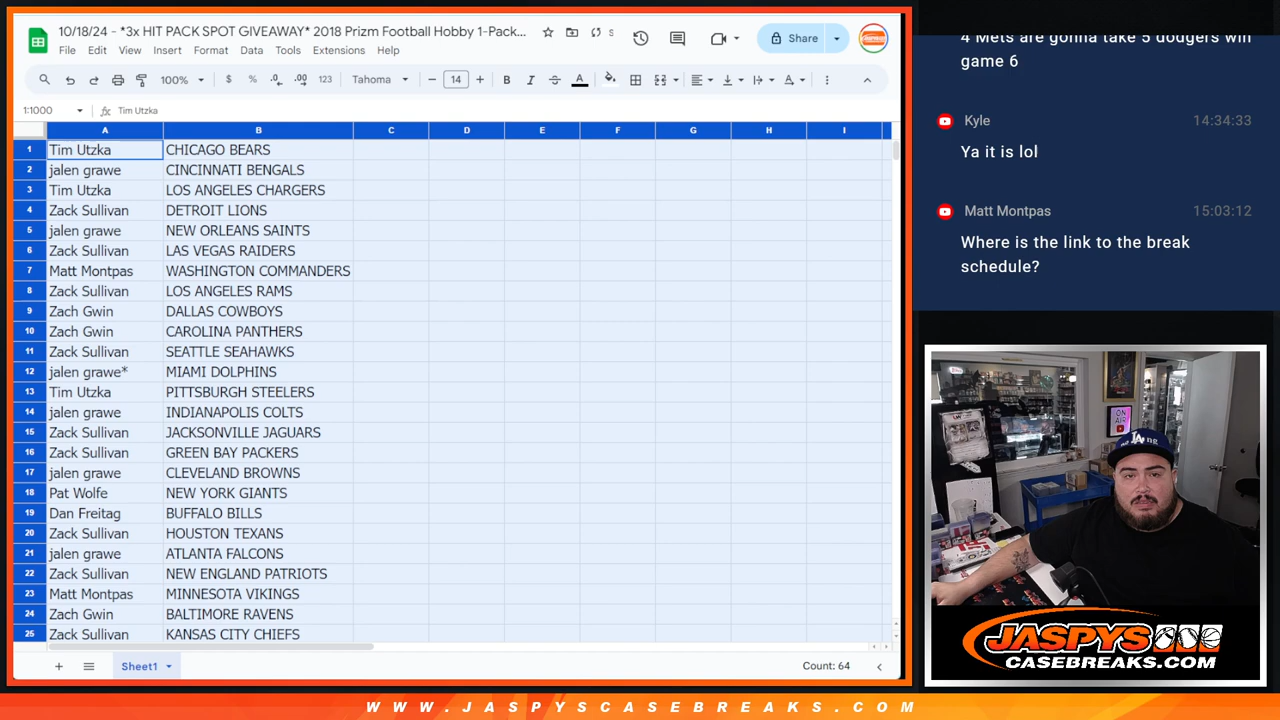 10/18/24 - *3x HIT PACK SPOT GIVEAWAY* 2018 Prizm Football Hobby 1-Pack...
File Edit View Insert Format Data Tools Extensions Help
Share
100% $ % .0 .00 123 Tahoma 14 B I A
1:1000 fx Tim Utzka
A B C D E F G H I
1 Tim Utzka CHICAGO BEARS
2 jalen grawe CINCINNATI BENGALS
3 Tim Utzka LOS ANGELES CHARGERS
4 Zack Sullivan DETROIT LIONS
5 jalen grawe NEW ORLEANS SAINTS
6 Zack Sullivan LAS VEGAS RAIDERS
7 Matt Montpas WASHINGTON COMMANDERS
8 Zack Sullivan LOS ANGELES RAMS
9 Zach Gwin DALLAS COWBOYS
10 Zach Gwin CAROLINA PANTHERS
11 Zack Sullivan SEATTLE SEAHAWKS
12 jalen grawe* MIAMI DOLPHINS
13 Tim Utzka PITTSBURGH STEELERS
14 jalen grawe INDIANAPOLIS COLTS
15 Zack Sullivan JACKSONVILLE JAGUARS
16 Zack Sullivan GREEN BAY PACKERS
17 jalen grawe CLEVELAND BROWNS
18 Pat Wolfe NEW YORK GIANTS
19 Dan Freitag BUFFALO BILLS
20 Zack Sullivan HOUSTON TEXANS
21 jalen grawe ATLANTA FALCONS
22 Zack Sullivan NEW ENGLAND PATRIOTS
23 Matt Montpas MINNESOTA VIKINGS
24 Zach Gwin BALTIMORE RAVENS
25 Zack Sullivan KANSAS CITY CHIEFS
Sheet1
Count: 64
4 Mets are gonna take 5 dodgers win
game 6
Kyle 14:34:33
Ya it is lol
Matt Montpas 15:03:12
Where is the link to the break
schedule?
ON
AIR
JASPYS
CASEBREAKS.COM
WWW.JASPYSCASEBREAKS.COM